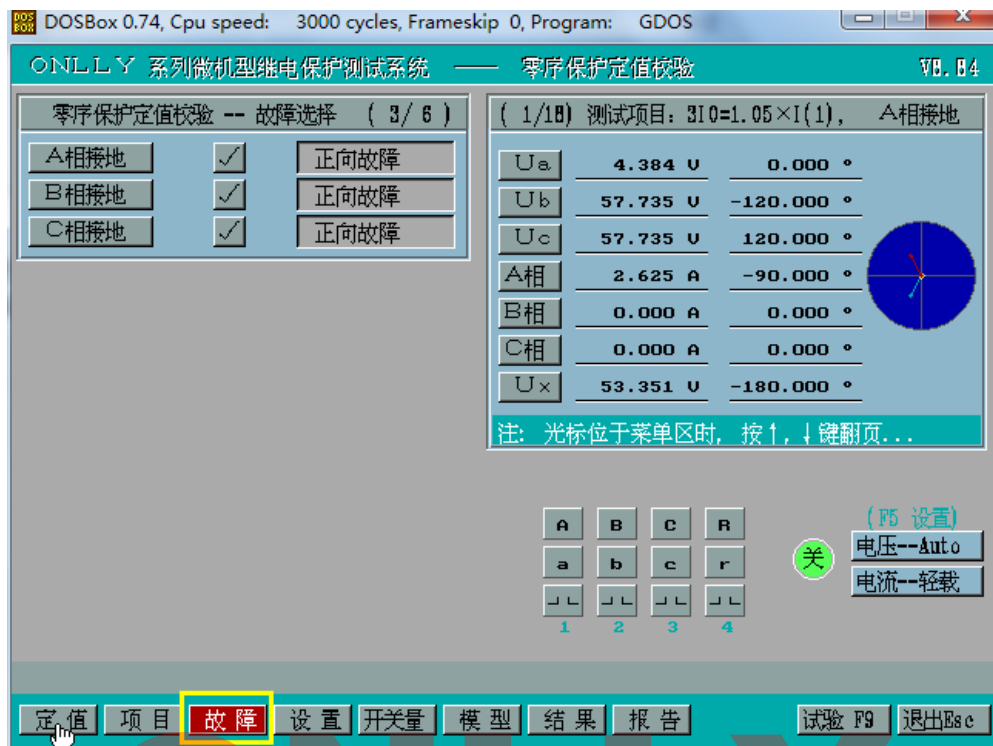 DOSBox 0.74, Cpu speed: 3000 cycles, Frameskip 0, Program: GDOS
ONLLY 系列微机型继电保护测试系统 —— 零序保护定值校验 V8.04
零序保护定值校验 -- 故障选择 ( 3/ 6 )
A相接地 ✓ 正向故障
B相接地 ✓ 正向故障
C相接地 ✓ 正向故障
( 1/18) 测试项目: 3I0=1.05×I(1), A相接地
Ua 4.384 V 0.000 °
Ub 57.735 V -120.000 °
Uc 57.735 V 120.000 °
A相 2.625 A -90.000 °
B相 0.000 A 0.000 °
C相 0.000 A 0.000 °
Ux 53.351 V -180.000 °
注: 光标位于菜单区时, 按↑,↓键翻页...
A B C R
a b c r
1 2 3 4
关
(F5 设置)
电压--Auto
电流--轻载
定 值 项 目 故 障 设 置 开关量 模 型 结 果 报 告 试验 F9 退出Esc